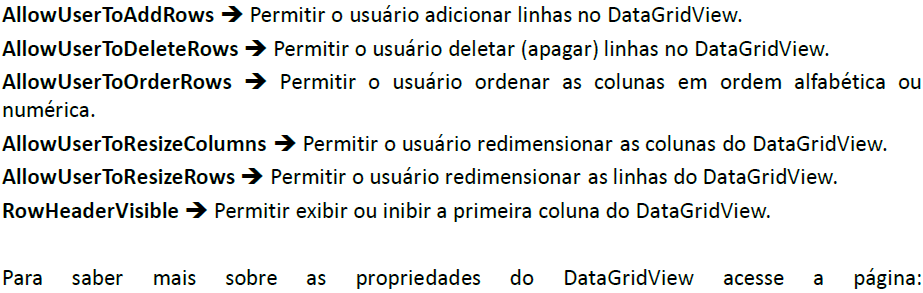 AllowUserToAddRows ➔ Permitir o usuário adicionar linhas no DataGridView.
AllowUserToDeleteRows ➔ Permitir o usuário deletar (apagar) linhas no DataGridView.
AllowUserToOrderRows ➔ Permitir o usuário ordenar as colunas em ordem alfabética ou
numérica.
AllowUserToResizeColumns ➔ Permitir o usuário redimensionar as colunas do DataGridView.
AllowUserToResizeRows ➔ Permitir o usuário redimensionar as linhas do DataGridView.
RowHeaderVisible ➔ Permitir exibir ou inibir a primeira coluna do DataGridView.
Para saber mais sobre as propriedades do DataGridView acesse a página: